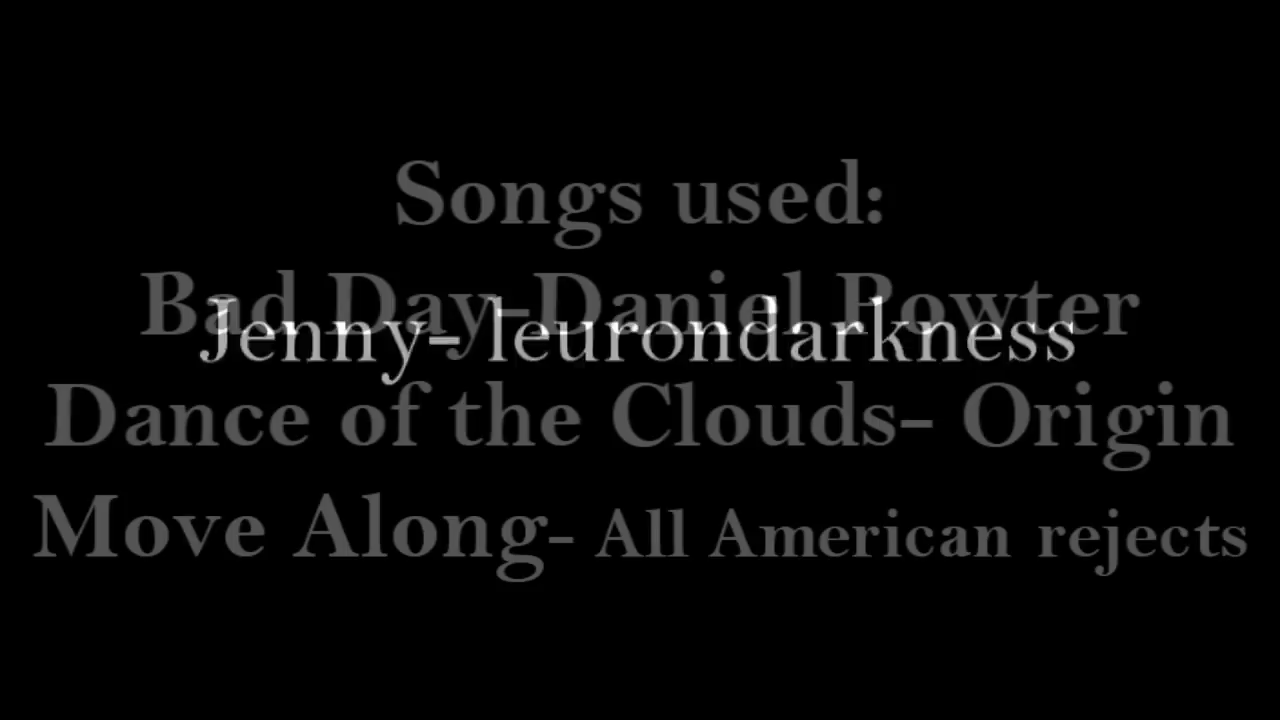 Songs used:
Bad Day-Daniel Powter
Jenny- leurondarkness
Dance of the Clouds- Origin
Move Along- All American rejects